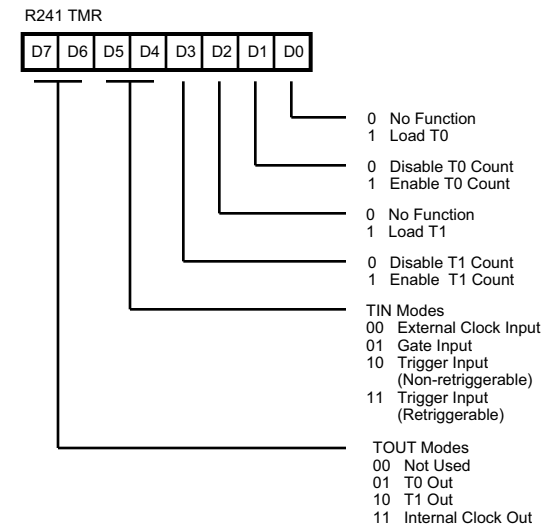 R241 TMR
D7 D6 D5 D4 D3 D2 D1 D0
0 No Function
1 Load T0
0 Disable T0 Count
1 Enable T0 Count
0 No Function
1 Load T1
0 Disable T1 Count
1 Enable T1 Count
TIN Modes
00 External Clock Input
01 Gate Input
10 Trigger Input
(Non-retriggerable)
11 Trigger Input
(Retriggerable)
TOUT Modes
00 Not Used
01 T0 Out
10 T1 Out
11 Internal Clock Out